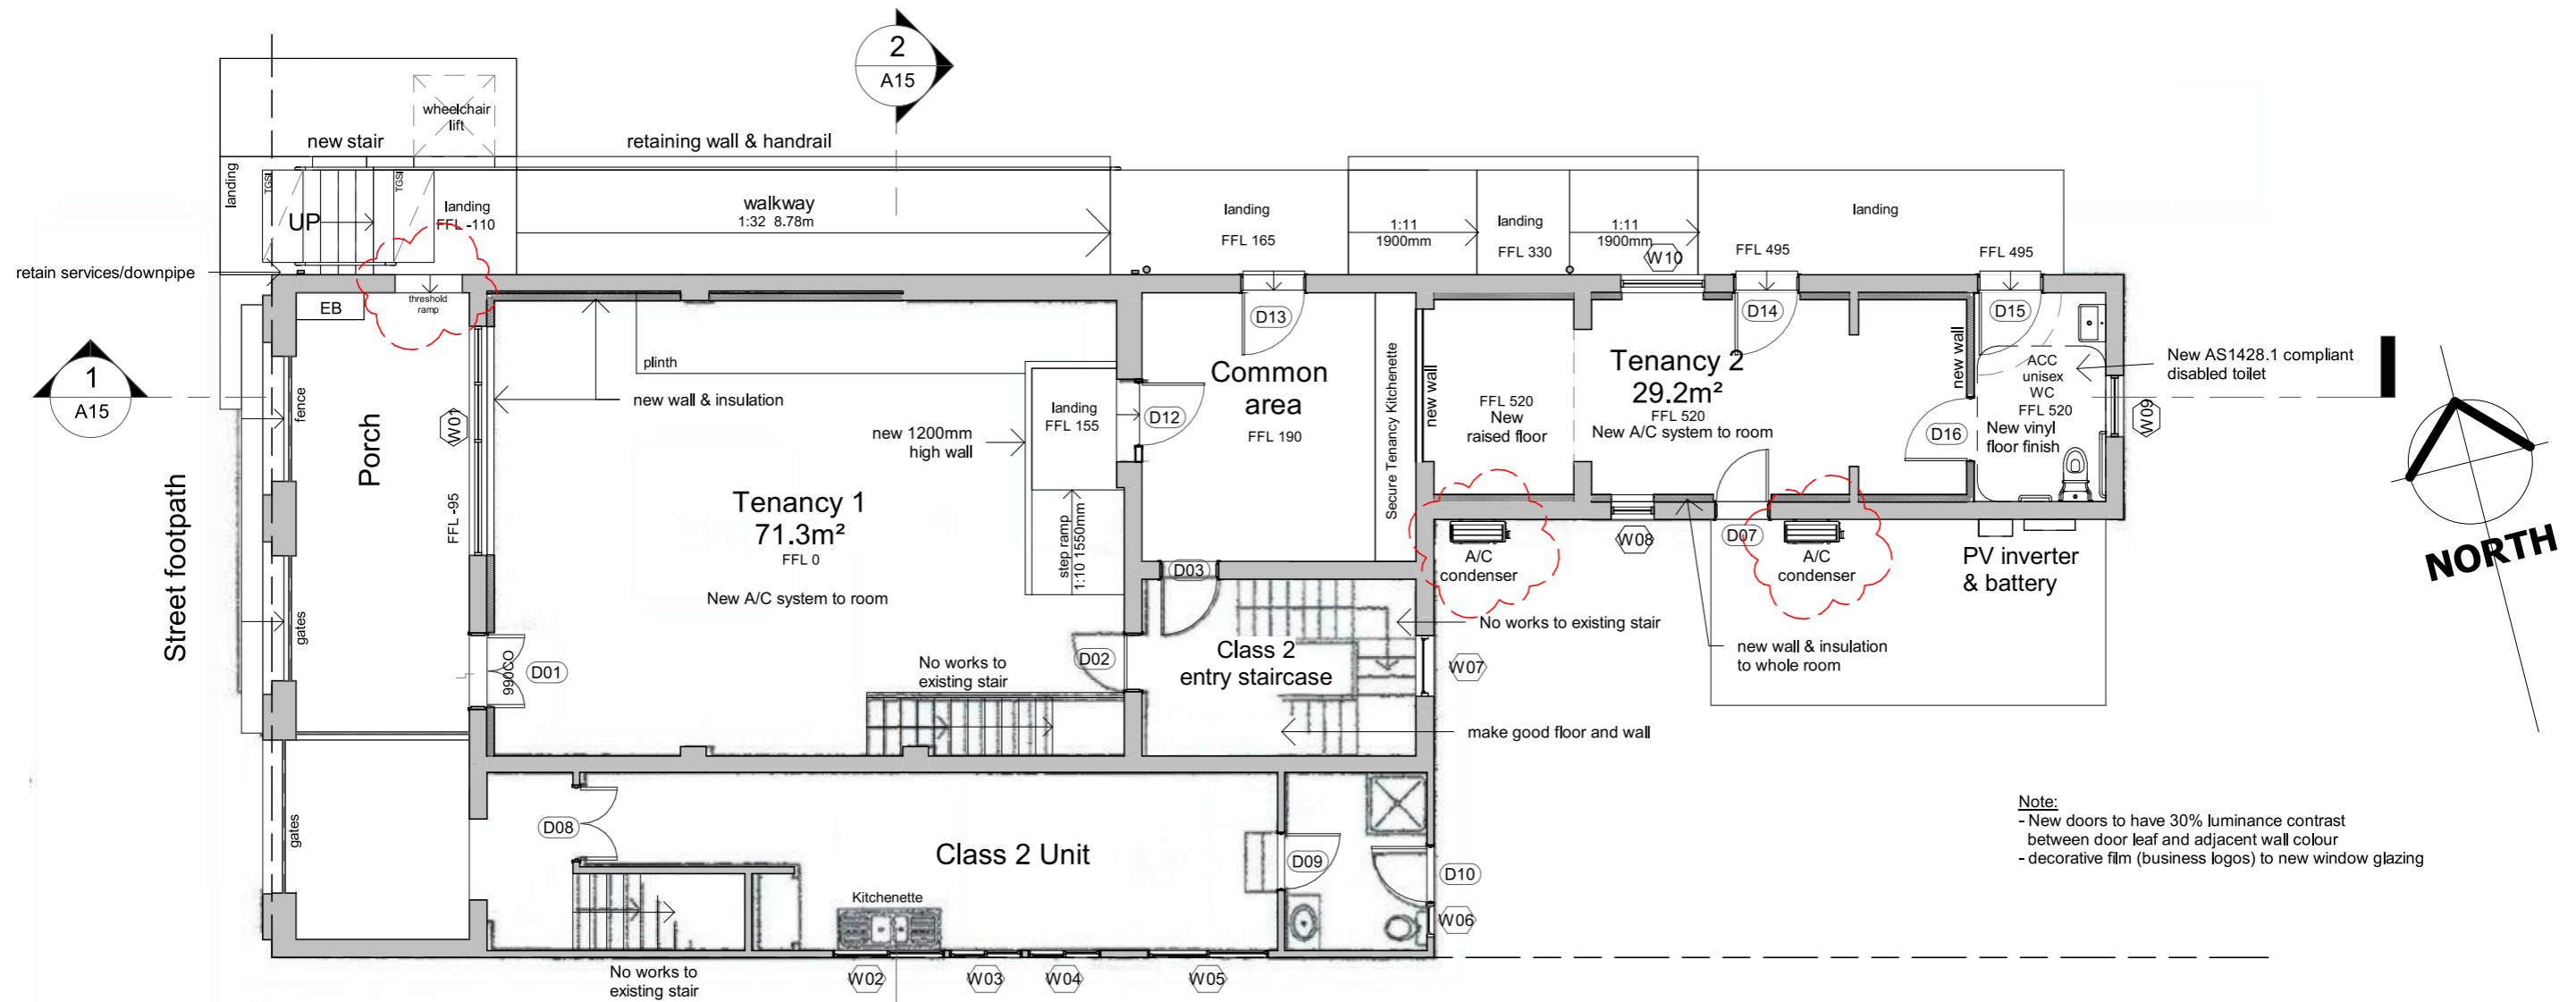 2
A15
wheelchair
lift
new stair
retaining wall & handrail
landing
TGSI
TGSI
UP
landing
FFL -110
walkway
1:32 8.78m
landing
FFL 165
1:11
1900mm
landing
FFL 330
1:11
1900mm
W10
landing
FFL 495
FFL 495
retain services/downpipe
EB
threshold
ramp
D13
D14
D15
1
A15
fence
Porch
W01
FFL -95
plinth
new wall & insulation
landing
FFL 155
new 1200mm
high wall
D12
Common
area
FFL 190
Secure Tenancy Kitchenette
new wall
FFL 520
New
raised floor
Tenancy 2
29.2m²
FFL 520
New A/C system to room
new wall
D16
ACC
unisex
WC
FFL 520
New vinyl
floor finish
New AS1428.1 compliant
disabled toilet
W09
NORTH
Street footpath
gates
Tenancy 1
71.3m²
FFL 0
New A/C system to room
step ramp
1:10 1550mm
D03
A/C
condenser
W08
D07
A/C
condenser
PV inverter
& battery
990CO
D01
No works to
existing stair
D02
Class 2
entry staircase
No works to existing stair
W07
new wall & insulation
to whole room
make good floor and wall
gates
D08
Class 2 Unit
Kitchenette
D09
D10
W06
No works to
existing stair
W02
W03
W04
W05
Note:
- New doors to have 30% luminance contrast
between door leaf and adjacent wall colour
- decorative film (business logos) to new window glazing